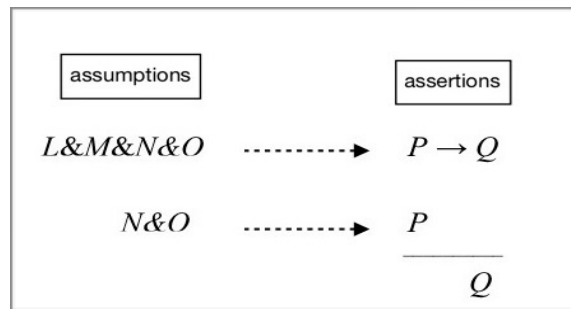 assumptions assertions
L&M&N&O P → Q
N&O P
Q